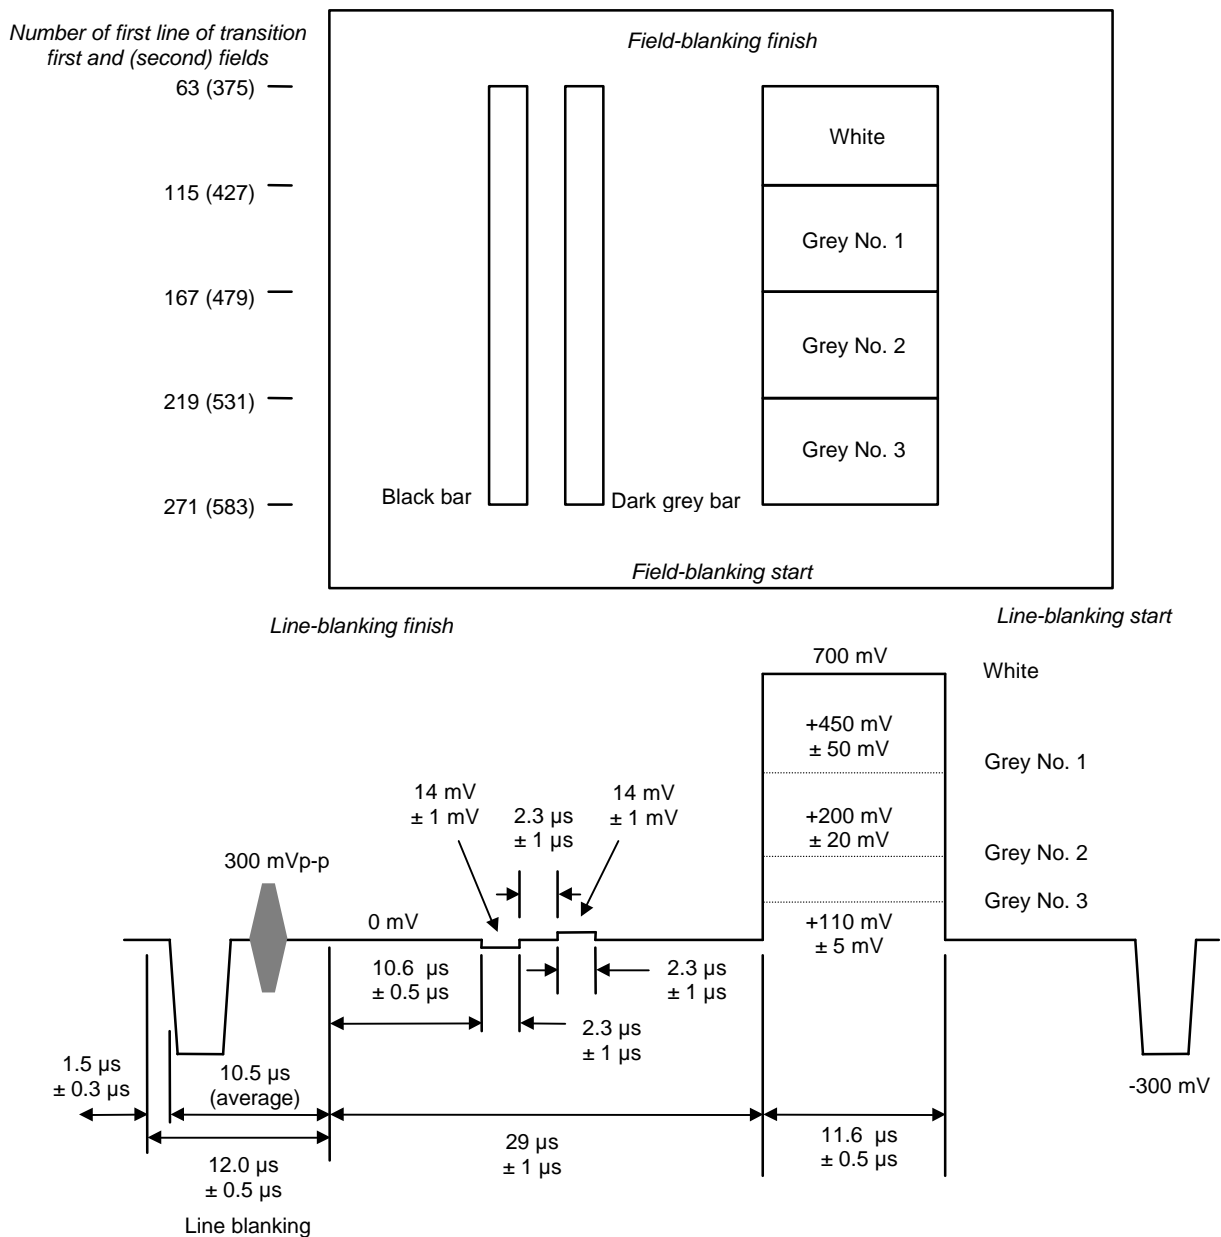 Number of first line of transition
first and (second) fields
Field-blanking finish
63 (375)
White
115 (427)
Grey No. 1
167 (479)
Grey No. 2
219 (531)
Grey No. 3
Black bar
Dark grey bar
271 (583)
Field-blanking start
Line-blanking finish
Line-blanking start
700 mV
White
+450 mV
± 50 mV
Grey No. 1
14 mV
± 1 mV
2.3 µs
± 1 µs
14 mV
± 1 mV
+200 mV
± 20 mV
Grey No. 2
300 mVp-p
Grey No. 3
0 mV
+110 mV
± 5 mV
10.6 µs
± 0.5 µs
2.3 µs
± 1 µs
2.3 µs
± 1 µs
1.5 µs
± 0.3 µs
10.5 µs
(average)
-300 mV
29 µs
± 1 µs
11.6 µs
± 0.5 µs
12.0 µs
± 0.5 µs
Line blanking